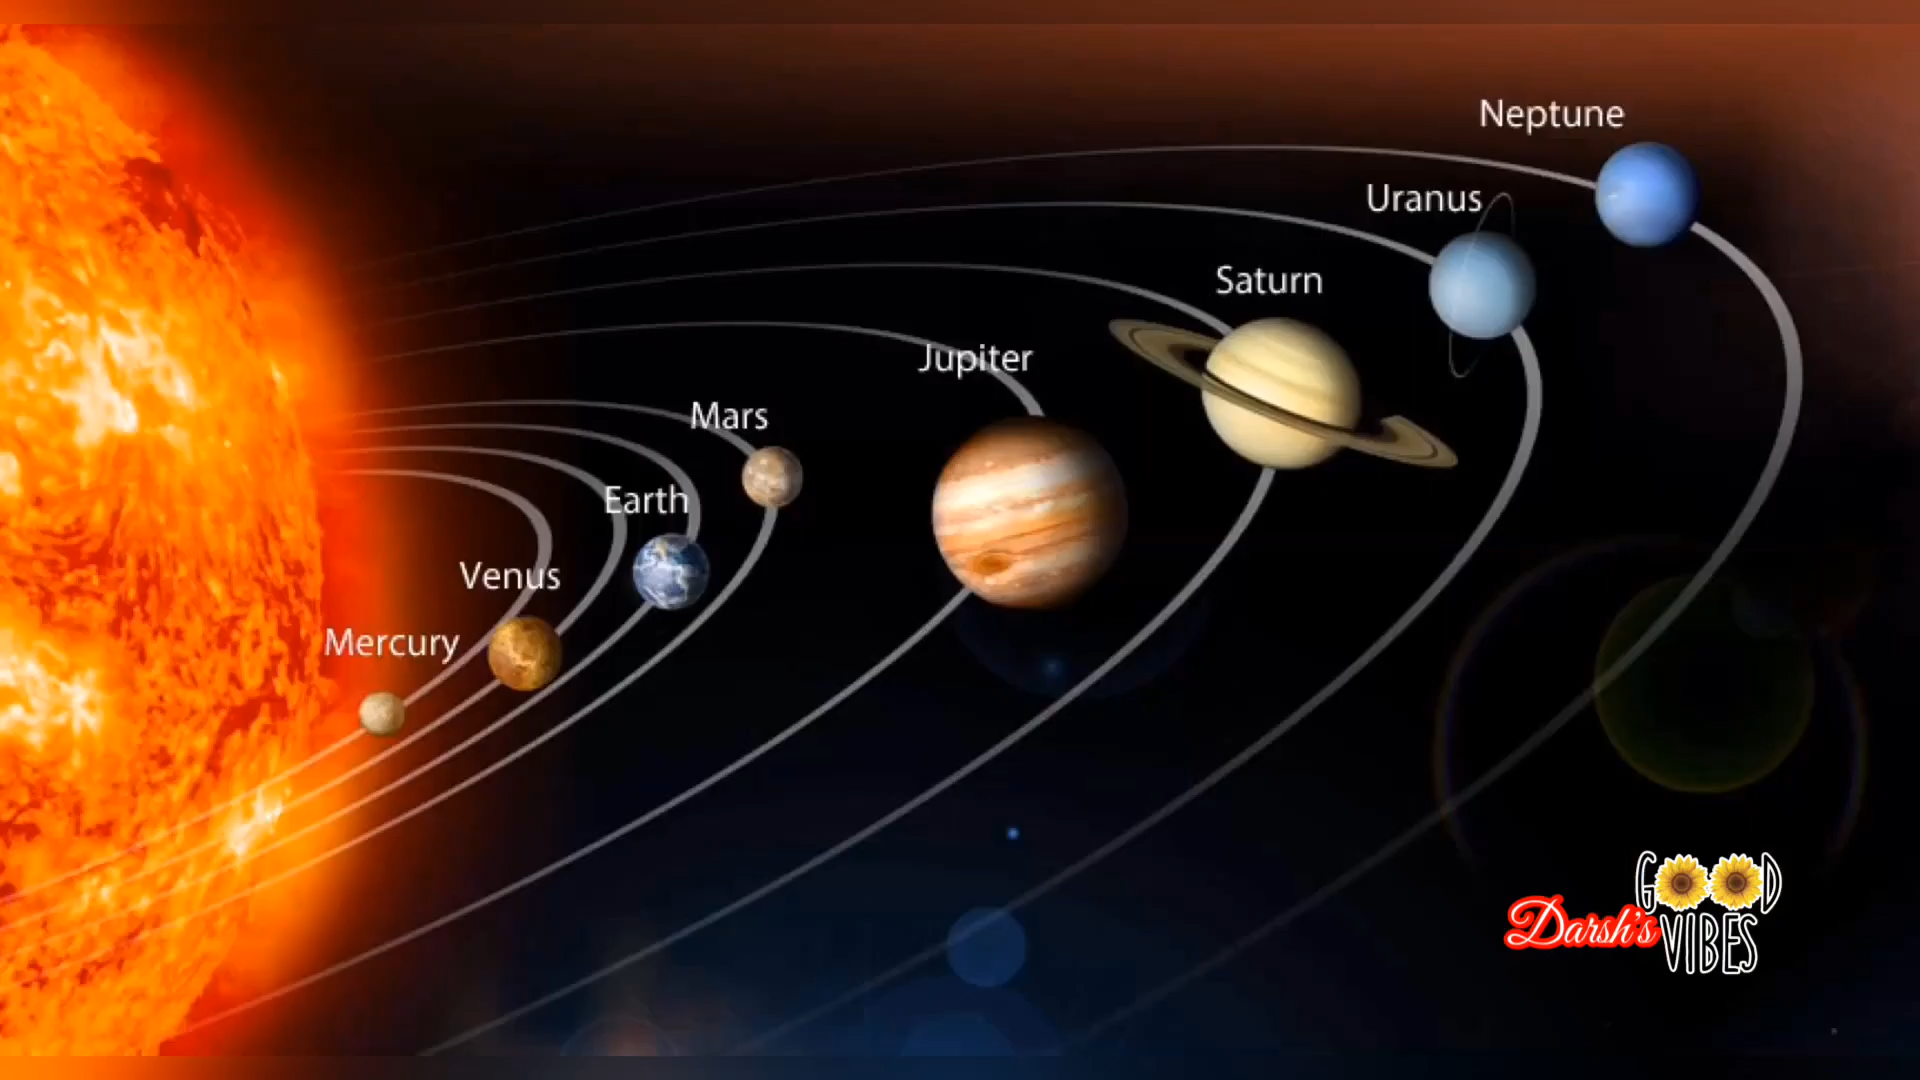 Neptune
Uranus
Saturn
Jupiter
Mars
Earth
Venus
Mercury
GOOD
Darsh's VIBES